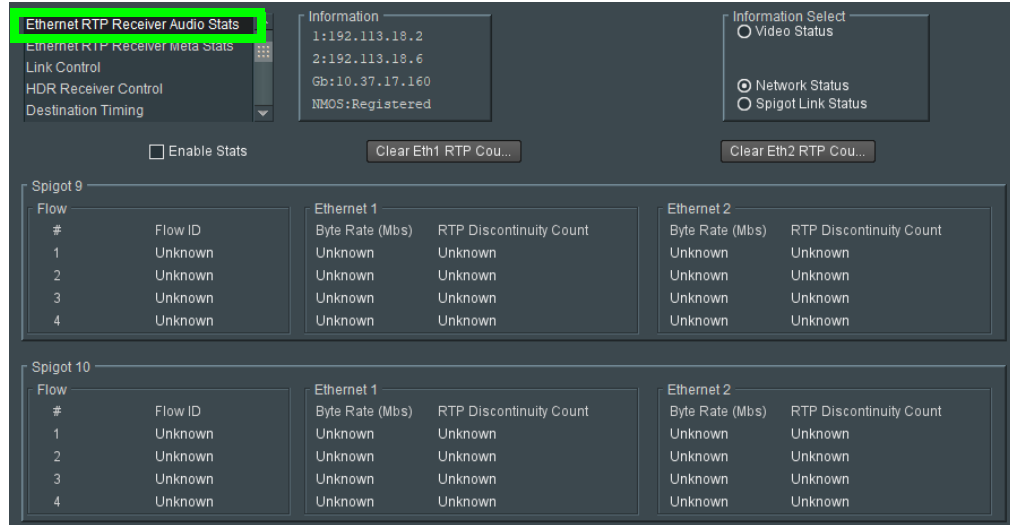 Ethernet RTP Receiver Audio Stats
Ethernet RTP Receiver Meta Stats
Link Control
HDR Receiver Control
Destination Timing
Information
1:192.113.18.2
2:192.113.18.6
Gb:10.37.17.160
NMOS:Registered
Information Select
Video Status
Network Status
Spigot Link Status
Enable Stats
Clear Eth1 RTP Cou...
Clear Eth2 RTP Cou...
Spigot 9
Flow Ethernet 1 Ethernet 2
# Flow ID Byte Rate (Mbs) RTP Discontinuity Count Byte Rate (Mbs) RTP Discontinuity Count
1 Unknown Unknown Unknown Unknown Unknown
2 Unknown Unknown Unknown Unknown Unknown
3 Unknown Unknown Unknown Unknown Unknown
4 Unknown Unknown Unknown Unknown Unknown
Spigot 10
Flow Ethernet 1 Ethernet 2
# Flow ID Byte Rate (Mbs) RTP Discontinuity Count Byte Rate (Mbs) RTP Discontinuity Count
1 Unknown Unknown Unknown Unknown Unknown
2 Unknown Unknown Unknown Unknown Unknown
3 Unknown Unknown Unknown Unknown Unknown
4 Unknown Unknown Unknown Unknown Unknown